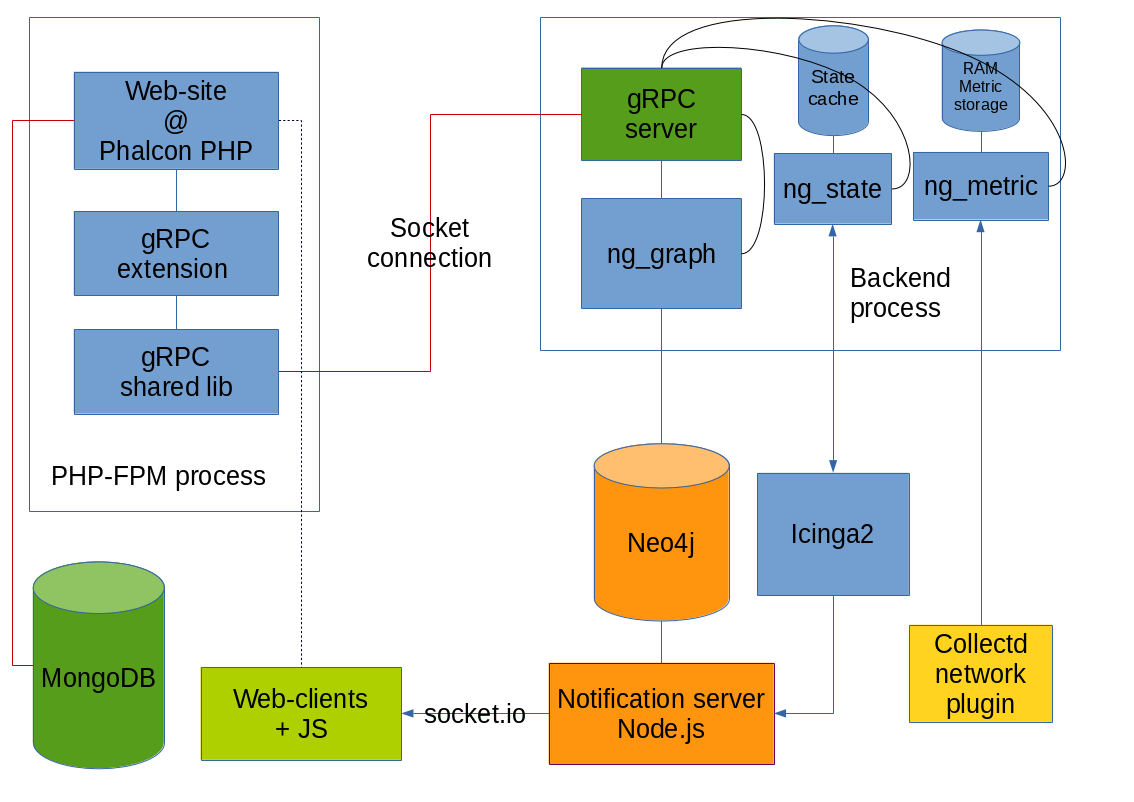 Web-site
@
Phalcon PHP
gRPC
extension
gRPC
shared lib
PHP-FPM process
Socket
connection
gRPC
server
ng_graph
State
cache
ng_state
RAM
Metric
storage
ng_metric
Backend
process
Neo4j
Icinga2
Collectd
network
plugin
MongoDB
Web-clients
+ JS
socket.io
Notification server
Node.js